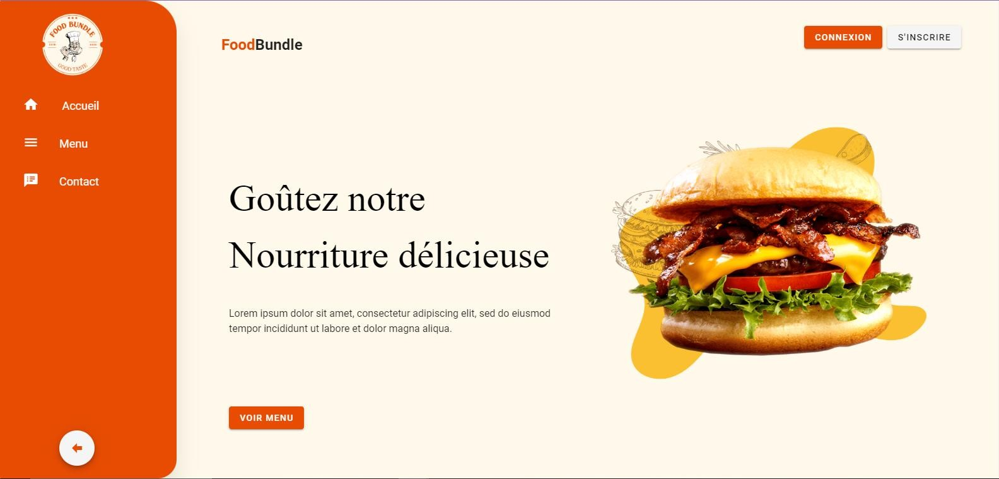 FOOD BUNDLE
GOOD TASTE
Accueil
Menu
Contact
FoodBundle
CONNEXION
S'INSCRIRE
Goûtez notre
Nourriture délicieuse
Lorem ipsum dolor sit amet, consectetur adipiscing elit, sed do eiusmod
tempor incididunt ut labore et dolor magna aliqua.
VOIR MENU